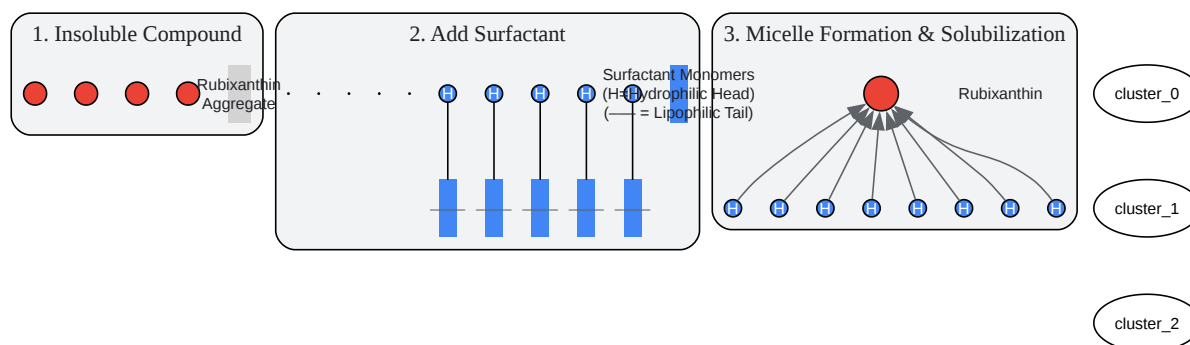 1. Insoluble Compound
Rubixanthin
Aggregate
2. Add Surfactant
H H H H H
Surfactant Monomers
(H=Hydrophilic Head)
(— = Lipophilic Tail)
3. Micelle Formation & Solubilization
Rubixanthin
H H H H H H H H
cluster_0
cluster_1
cluster_2